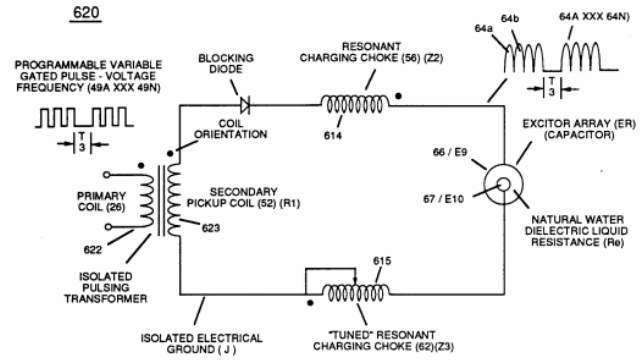 620
64A XXX 64N)
64b
64a
RESONANT
CHARGING CHOKE (56) (Z2)
BLOCKING
DIODE
PROGRAMMABLE VARIABLE
GATED PULSE - VOLTAGE
FREQUENCY (49A XXX 49N)
T
3
T
3
COIL
ORIENTATION
614
EXCITOR ARRAY (ER)
(CAPACITOR)
66 / E9
67 / E10
PRIMARY
COIL (26)
SECONDARY
PICKUP COIL (52) (R1)
623
622
NATURAL WATER
DIELECTRIC LIQUID
RESISTANCE (Re)
ISOLATED
PULSING
TRANSFORMER
615
ISOLATED ELECTRICAL
GROUND ( J )
"TUNED" RESONANT
CHARGING CHOKE (62)(Z3)